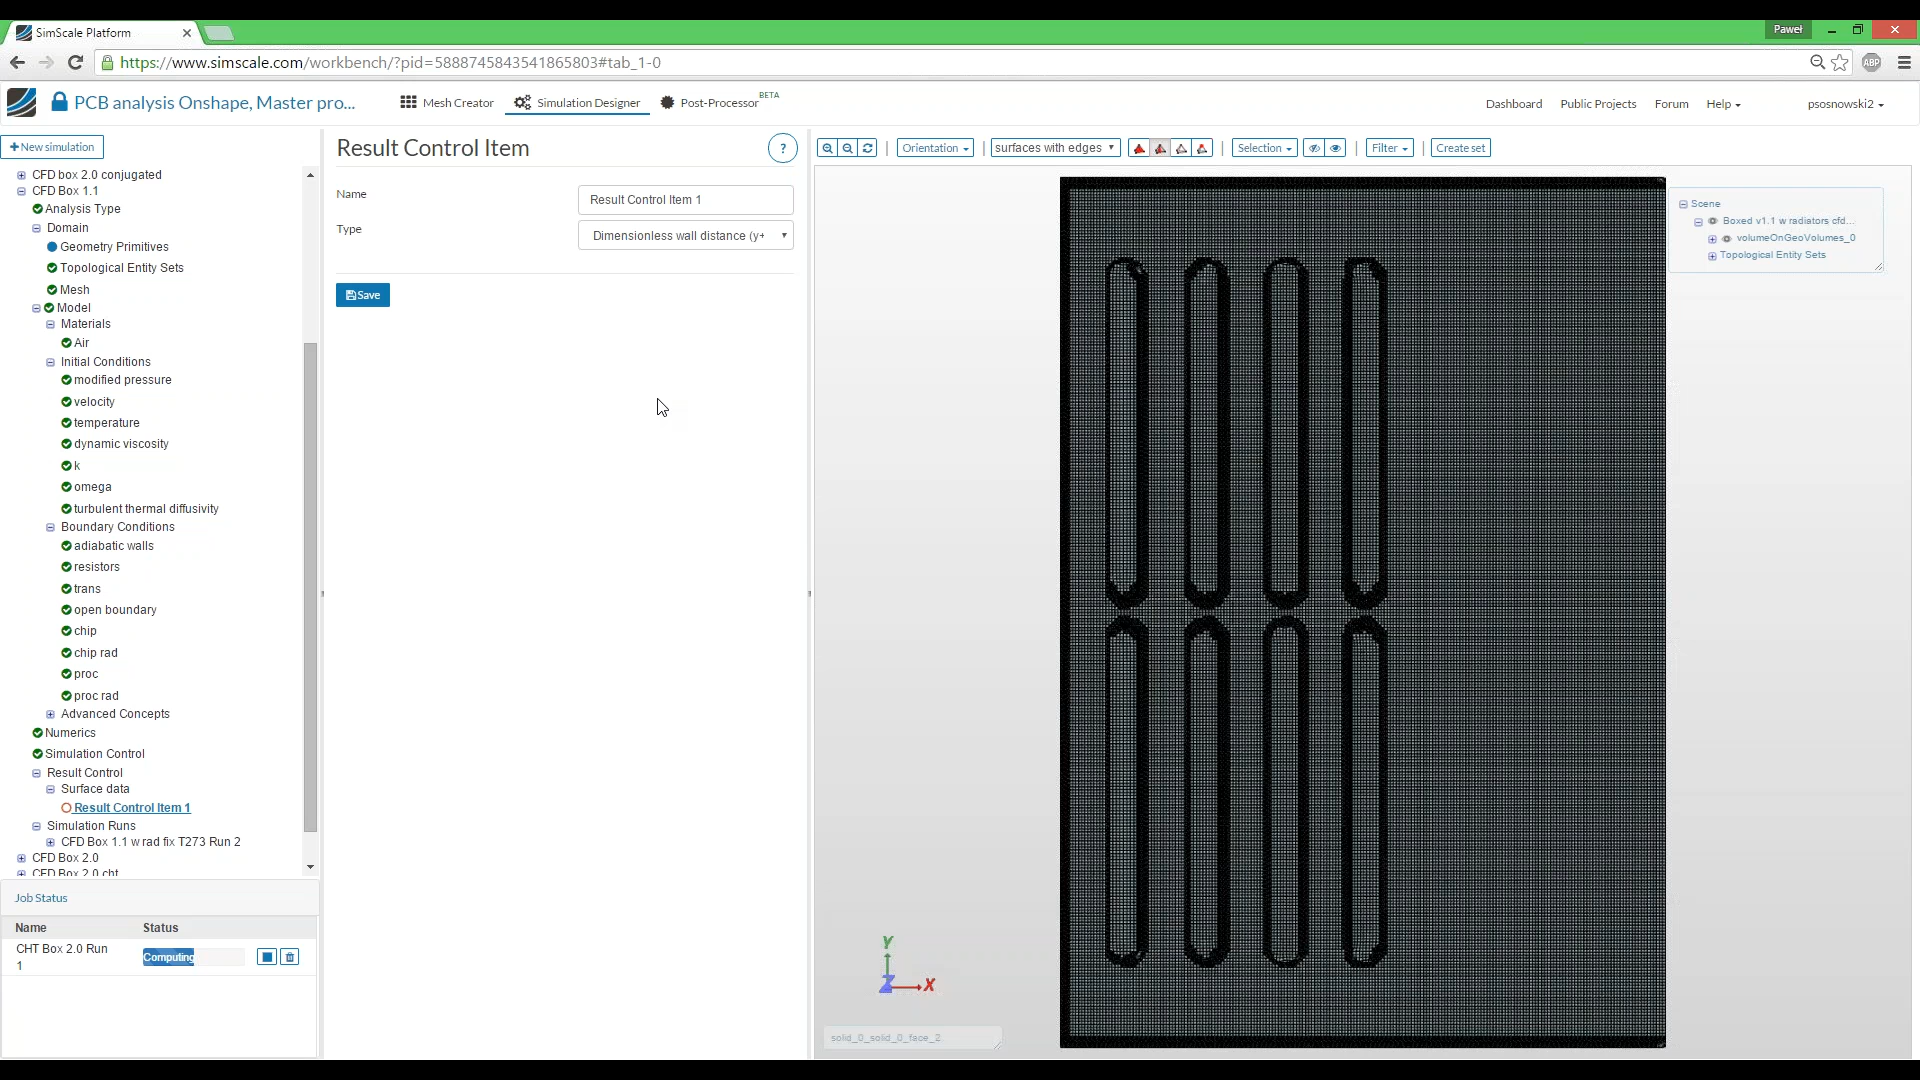 SimScale Platform
Paweł
https://www.simscale.com/workbench/?pid=5888745843541865803#tab_1-0
ABP
PCB analysis Onshape, Master pro...
Mesh Creator
Simulation Designer
Post-Processor
BETA
Dashboard
Public Projects
Forum
Help
psosnowski2
New simulation
CFD box 2.0 conjugated
CFD Box 1.1
Analysis Type
Domain
Geometry Primitives
Topological Entity Sets
Mesh
Model
Materials
Air
Initial Conditions
modified pressure
velocity
temperature
dynamic viscosity
k
omega
turbulent thermal diffusivity
Boundary Conditions
adiabatic walls
resistors
trans
open boundary
chip
chip rad
proc
proc rad
Advanced Concepts
Numerics
Simulation Control
Result Control
Surface data
Result Control Item 1
Simulation Runs
CFD Box 1.1 w rad fix T273 Run 2
CFD Box 2.0
CFD Box 2.0 cht
Job Status
Name Status
CHT Box 2.0 Run 1
Computing
Result Control Item
?
Name
Result Control Item 1
Type
Dimensionless wall distance (y+
Save
Orientation
surfaces with edges
Selection
Filter
Create set
Scene
Boxed v1.1 w radiators cfd...
volumeOnGeoVolumes_0
Topological Entity Sets
Y
Z
X
solid_0_solid_0_face_2